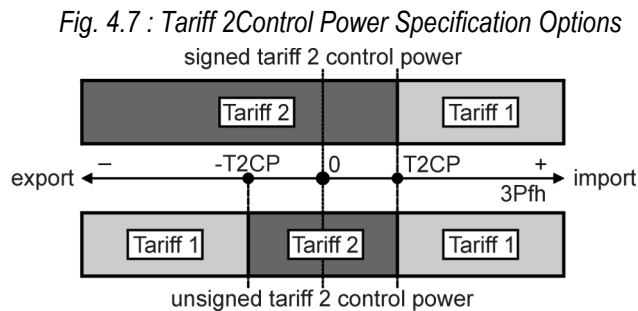 Fig. 4.7 : Tariff 2Control Power Specification Options
signed tariff 2 control power
Tariff 2 Tariff 1
– -T2CP 0 T2CP +
export import
3Pfh
Tariff 1 Tariff 2 Tariff 1
unsigned tariff 2 control power